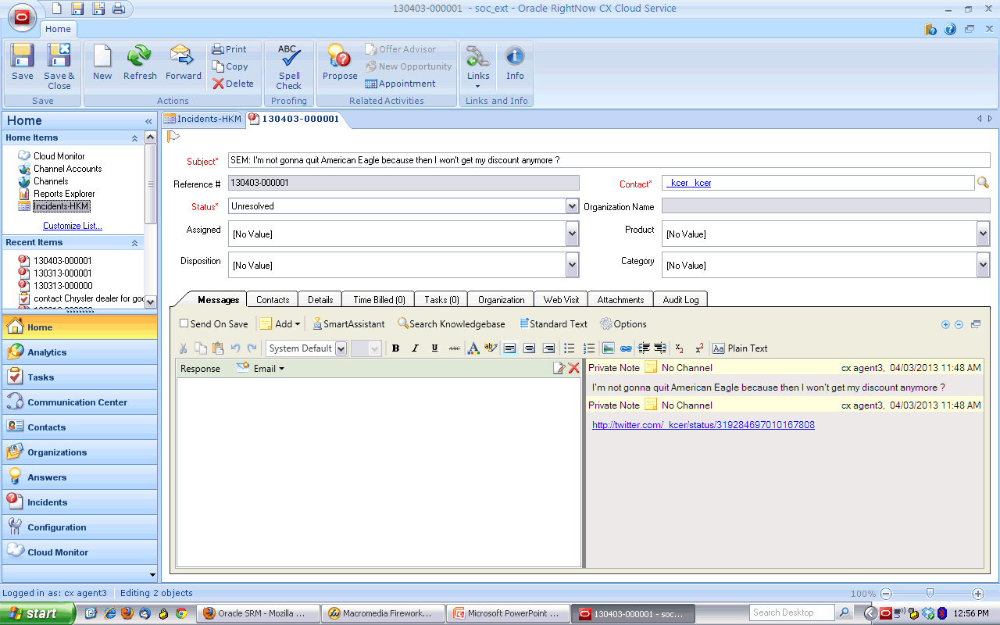 130403-000001 - soc_ext - Oracle RightNow CX Cloud Service
Home
Save
Save & Close
Save
New
Refresh
Forward
Print
Copy
Delete
Actions
ABC
Spell Check
Proofing
Propose
Offer Advisor
New Opportunity
Appointment
Related Activities
Links
Info
Links and Info
Home «
Home Items
Cloud Monitor
Channel Accounts
Channels
Reports Explorer
Incidents-HKM
Customize List...
Recent Items
130403-000001
130313-000001
130313-000000
contact Chrysler dealer for goo
Home
Analytics
Tasks
Communication Center
Contacts
Organizations
Answers
Incidents
Configuration
Cloud Monitor
Incidents-HKM
130403-000001
Subject* SEM: I'm not gonna quit American Eagle because then I won't get my discount anymore ?
Reference # 130403-000001
Contact* _kcer _kcer
Status* Unresolved
Organization Name
Assigned [No Value]
Product [No Value]
Disposition [No Value]
Category [No Value]
Messages Contacts Details Time Billed (0) Tasks (0) Organization Web Visit Attachments Audit Log
Send On Save Add SmartAssistant Search Knowledgebase Standard Text Options
System Default B I U ABC A ab X2 X2 Aa Plain Text
Response Email
Private Note No Channel cx agent3, 04/03/2013 11:48 AM
I'm not gonna quit American Eagle because then I won't get my discount anymore ?
Private Note No Channel cx agent3, 04/03/2013 11:48 AM
http://twitter.com/_kcer/status/319284697010167808
Logged in as: cx agent3 Editing 2 objects 100%
start Oracle SRM - Mozilla ... Macromedia Firework... Microsoft PowerPoint ... 130403-000001 - soc... Search Desktop 12:56 PM